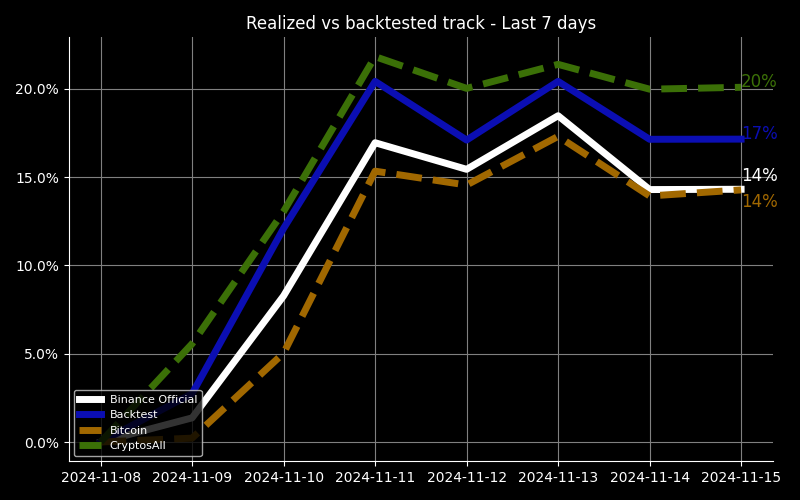 Realized vs backtested track - Last 7 days
20.0%
15.0%
10.0%
5.0%
0.0%
20%
17%
14%
14%
Binance Official
Backtest
Bitcoin
CryptosAll
2024-11-08 2024-11-09 2024-11-10 2024-11-11 2024-11-12 2024-11-13 2024-11-14 2024-11-15